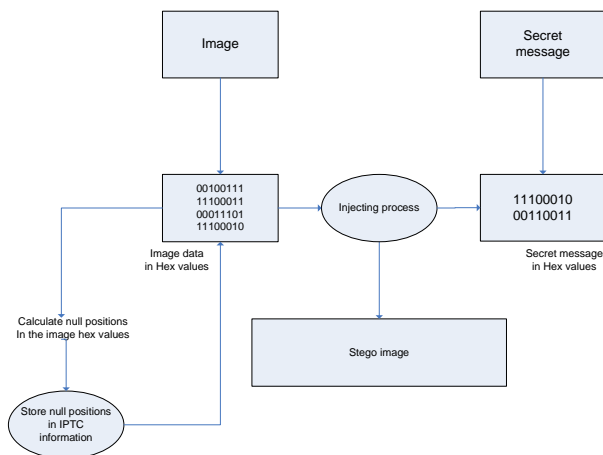 Image
Secret
message
00100111
11100011
00011101
11100010
Injecting process
11100010
00110011
Image data
in Hex values
Secret message
in Hex values
Calculate null positions
In the image hex values
Stego image
Store null positions
in IPTC
information